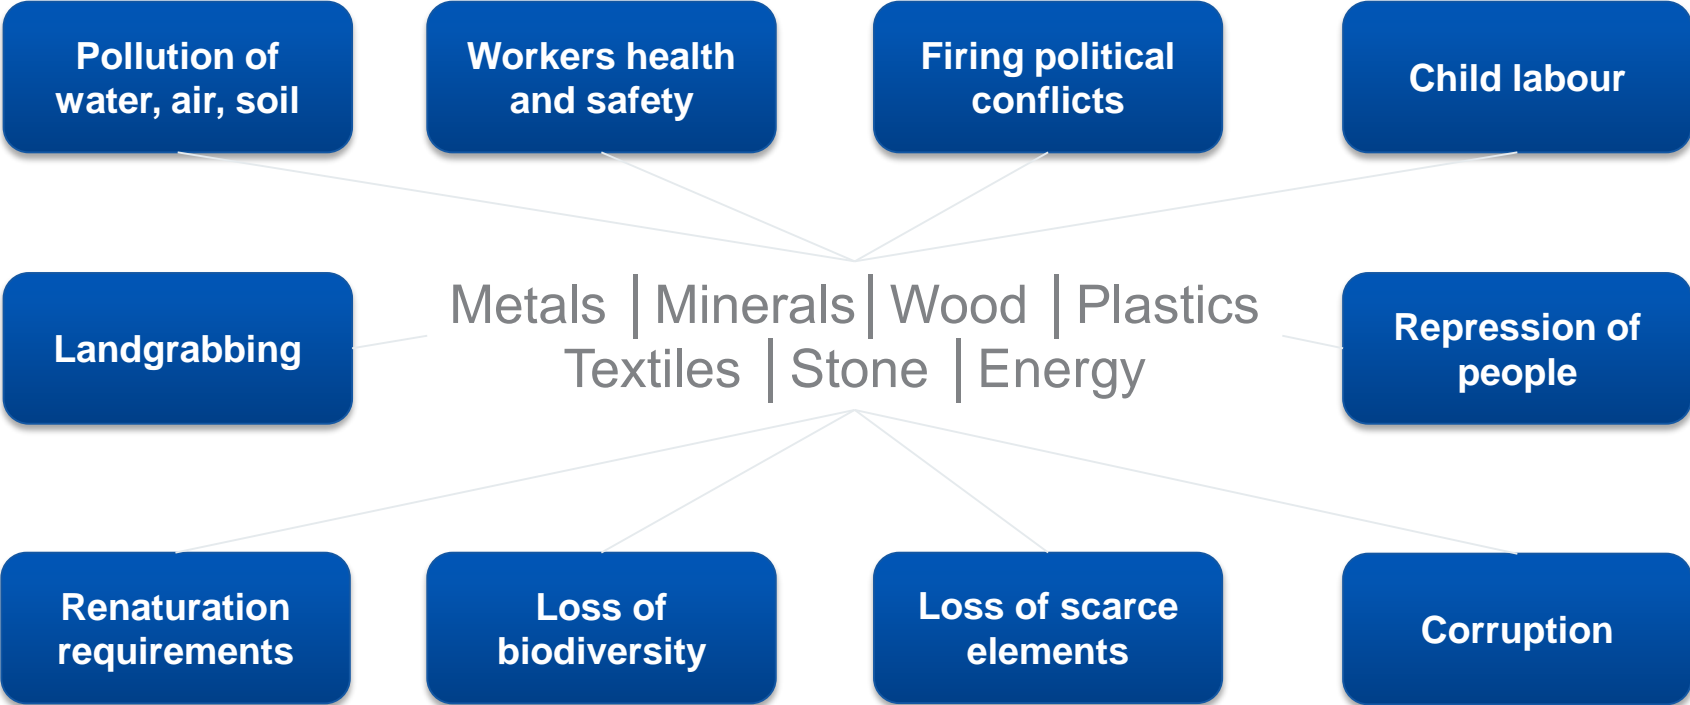 Pollution of
water, air, soil
Workers health
and safety
Firing political
conflicts
Child labour
Landgrabbing
Metals | Minerals | Wood | Plastics
Textiles | Stone | Energy
Repression of
people
Renaturation
requirements
Loss of
biodiversity
Loss of scarce
elements
Corruption